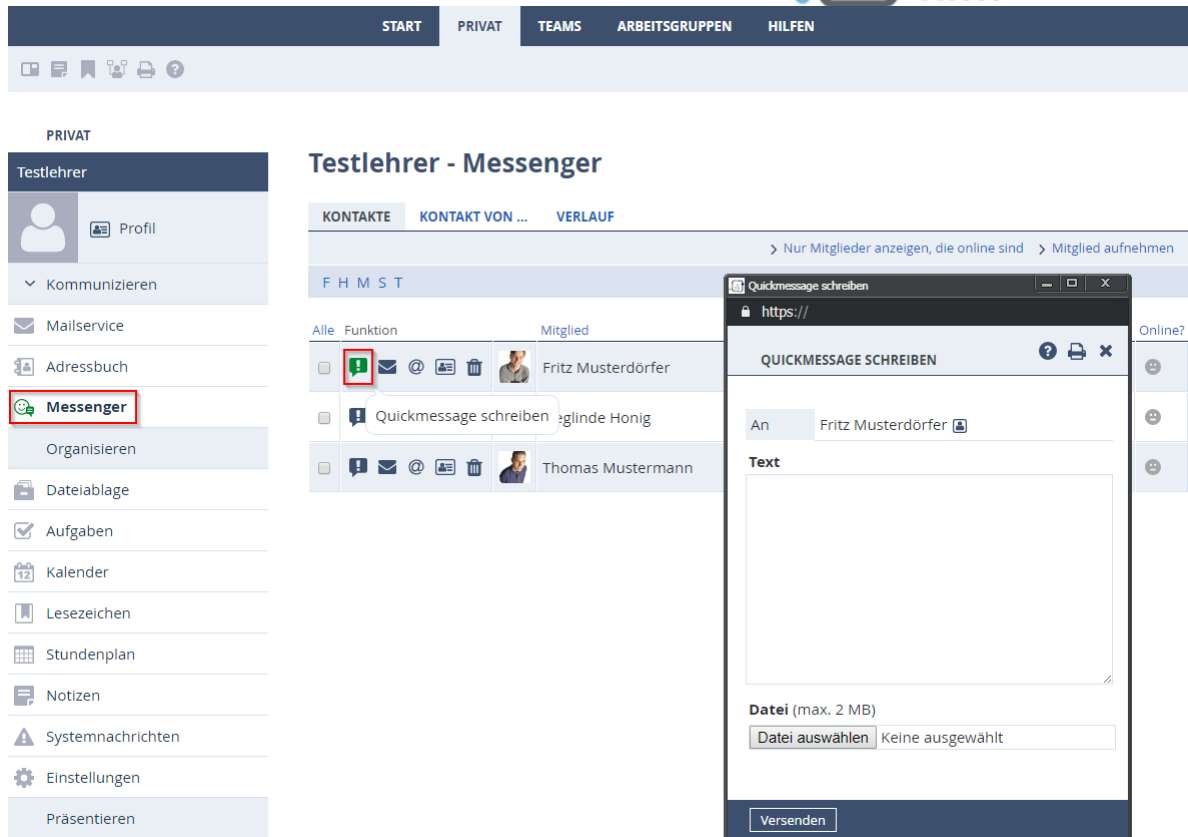 START PRIVAT TEAMS ARBEITSGRUPPEN HILFEN
PRIVAT
Testlehrer
Profil
Kommunizieren
Mailservice
Adressbuch
Messenger
Organisieren
Dateiablage
Aufgaben
12 Kalender
Lesezeichen
Stundenplan
Notizen
Systemnachrichten
Einstellungen
Präsentieren
Testlehrer - Messenger
KONTAKTE KONTAKT VON ... VERLAUF
Nur Mitglieder anzeigen, die online sind Mitglied aufnehmen
F H M S T
Alle Funktion Mitglied Online?
@ Fritz Musterdörfer
Quickmessage schreiben
eglinde Honig
@ Thomas Mustermann
Quickmessage schreiben
https://
QUICKMESSAGE SCHREIBEN
An Fritz Musterdörfer
Text
Datei (max. 2 MB)
Datei auswählen Keine ausgewählt
Versenden